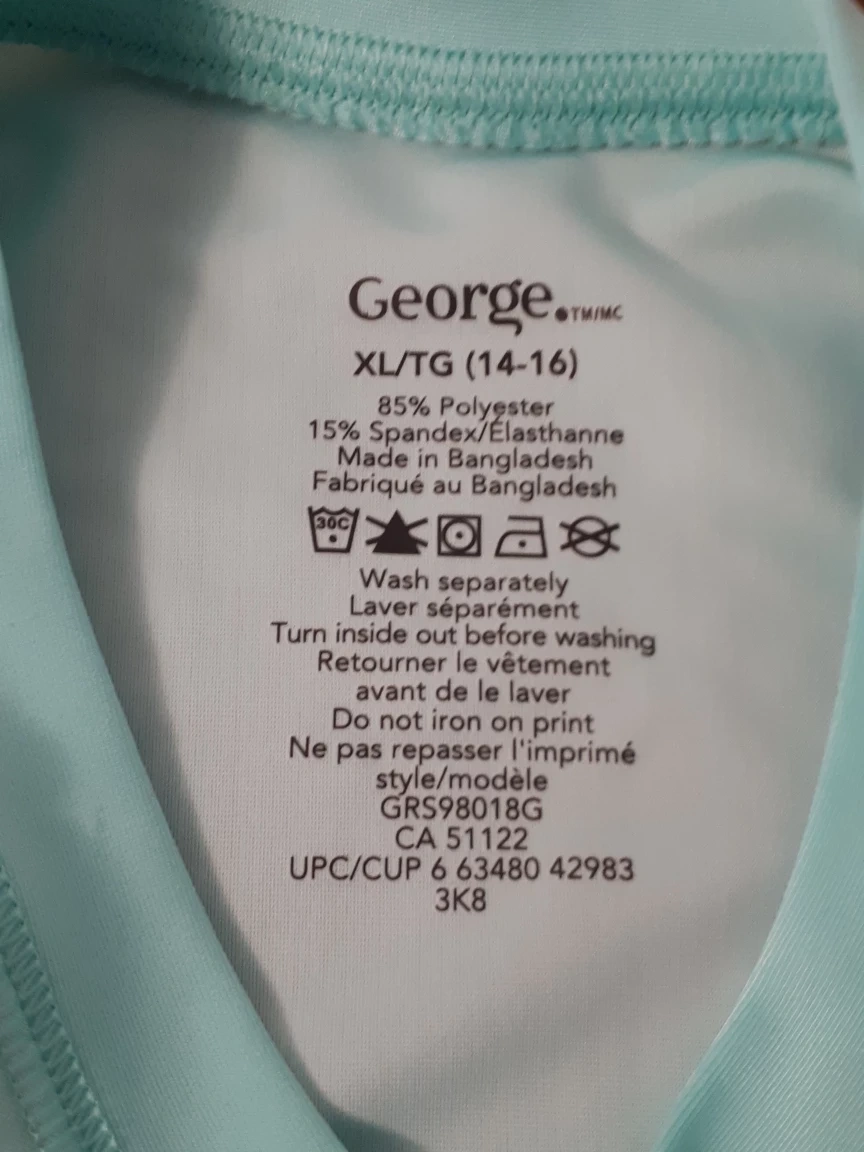 George.TM/MC
XL/TG (14-16)
85% Polyester
15% Spandex/Élasthanne
Made in Bangladesh
Fabriqué au Bangladesh
30C
Wash separately
Laver séparément
Turn inside out before washing
Retourner le vêtement
avant de le laver
Do not iron on print
Ne pas repasser l'imprimé
style/modèle
GRS98018G
CA 51122
UPC/CUP 6 63480 42983
3K8